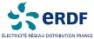 eRDF
ÉLECTRICITÉ RÉSEAU DISTRIBUTION FRANCE